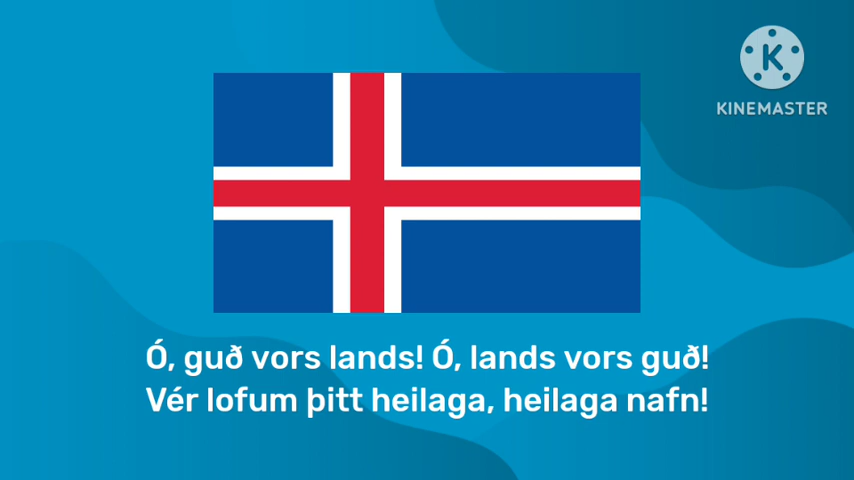 KINEMASTER
Ó, guð vors lands! Ó, lands vors guð!
Vér lofum þitt heilaga, heilaga nafn!